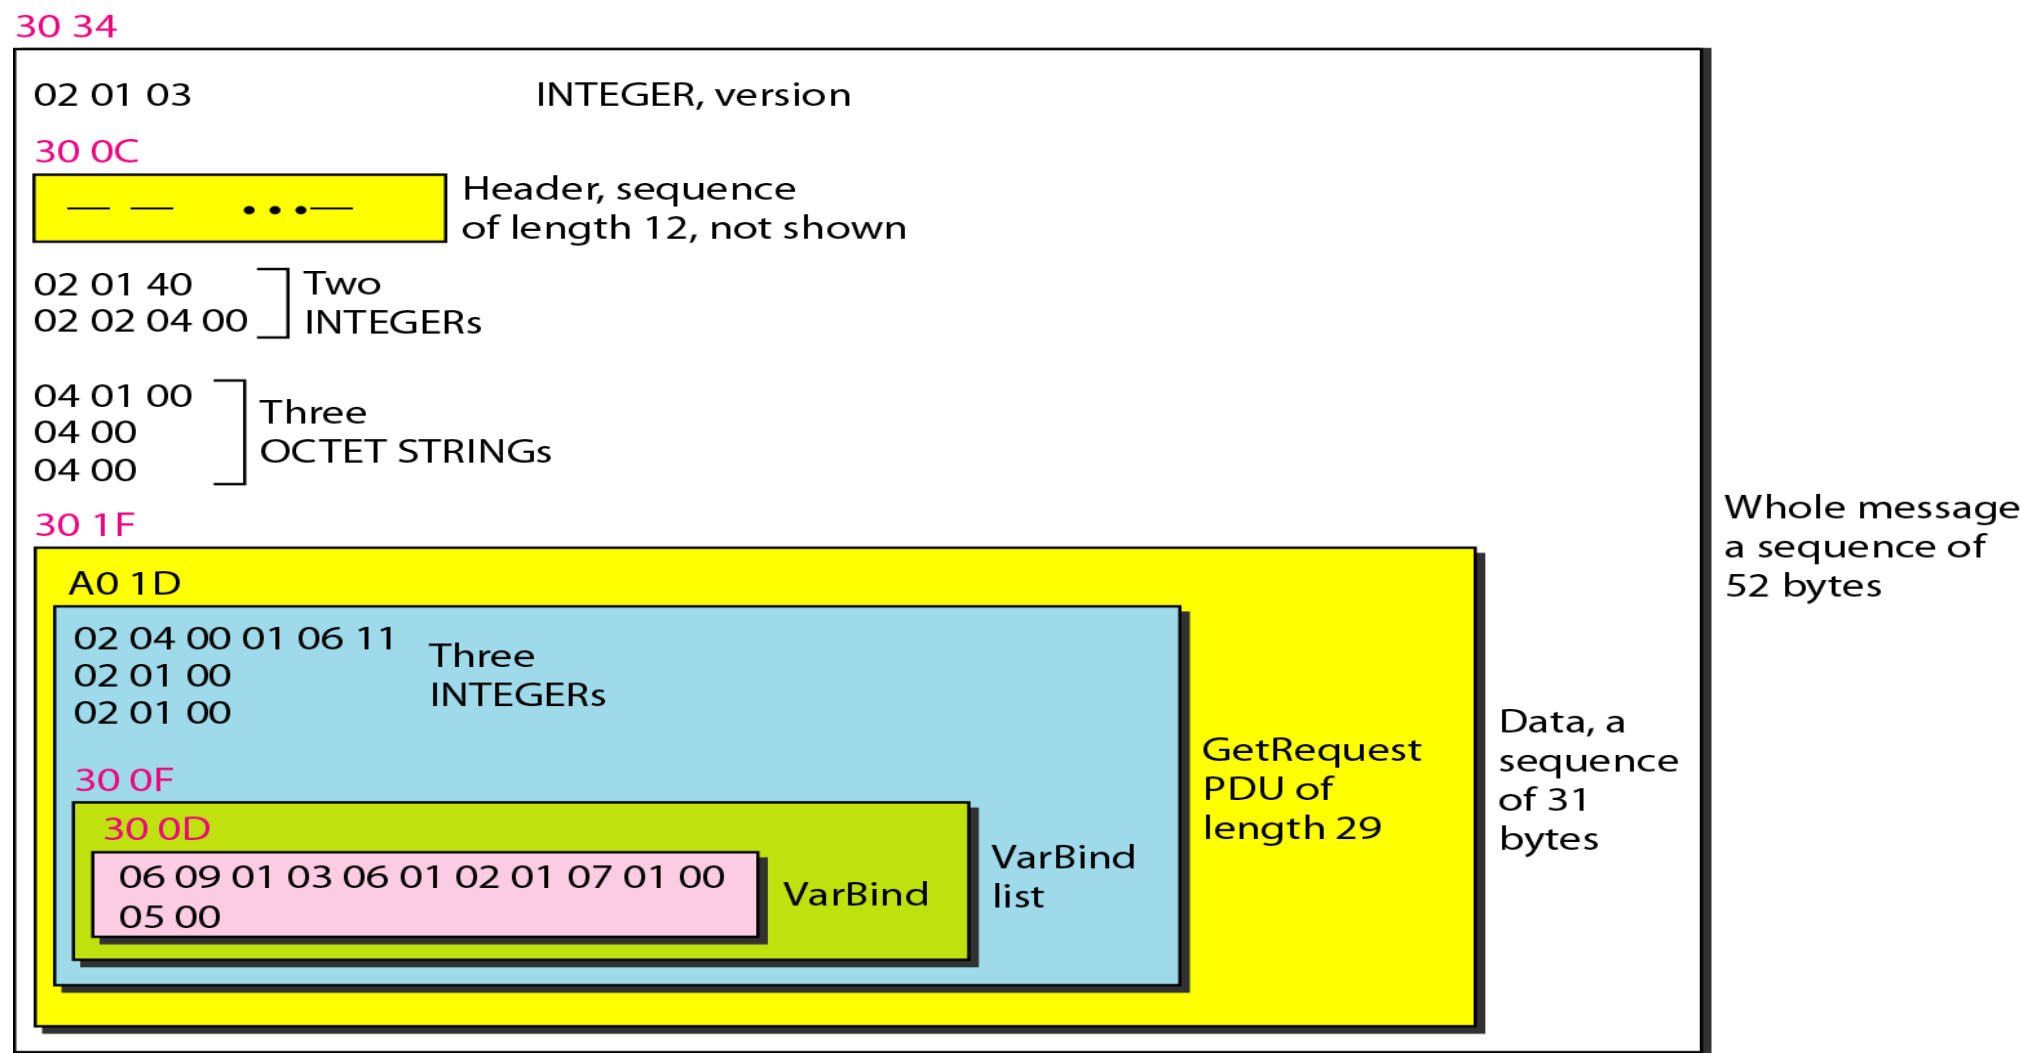 30 34
02 01 03 INTEGER, version
30 0C
Header, sequence
of length 12, not shown
02 01 40
02 02 04 00
Two
INTEGERs
04 01 00
04 00
04 00
Three
OCTET STRINGs
30 1F
A0 1D
02 04 00 01 06 11
02 01 00
02 01 00
Three
INTEGERs
30 0F
30 0D
06 09 01 03 06 01 02 01 07 01 00
05 00
VarBind
VarBind
list
GetRequest
PDU of
length 29
Data, a
sequence
of 31
bytes
Whole message
a sequence of
52 bytes